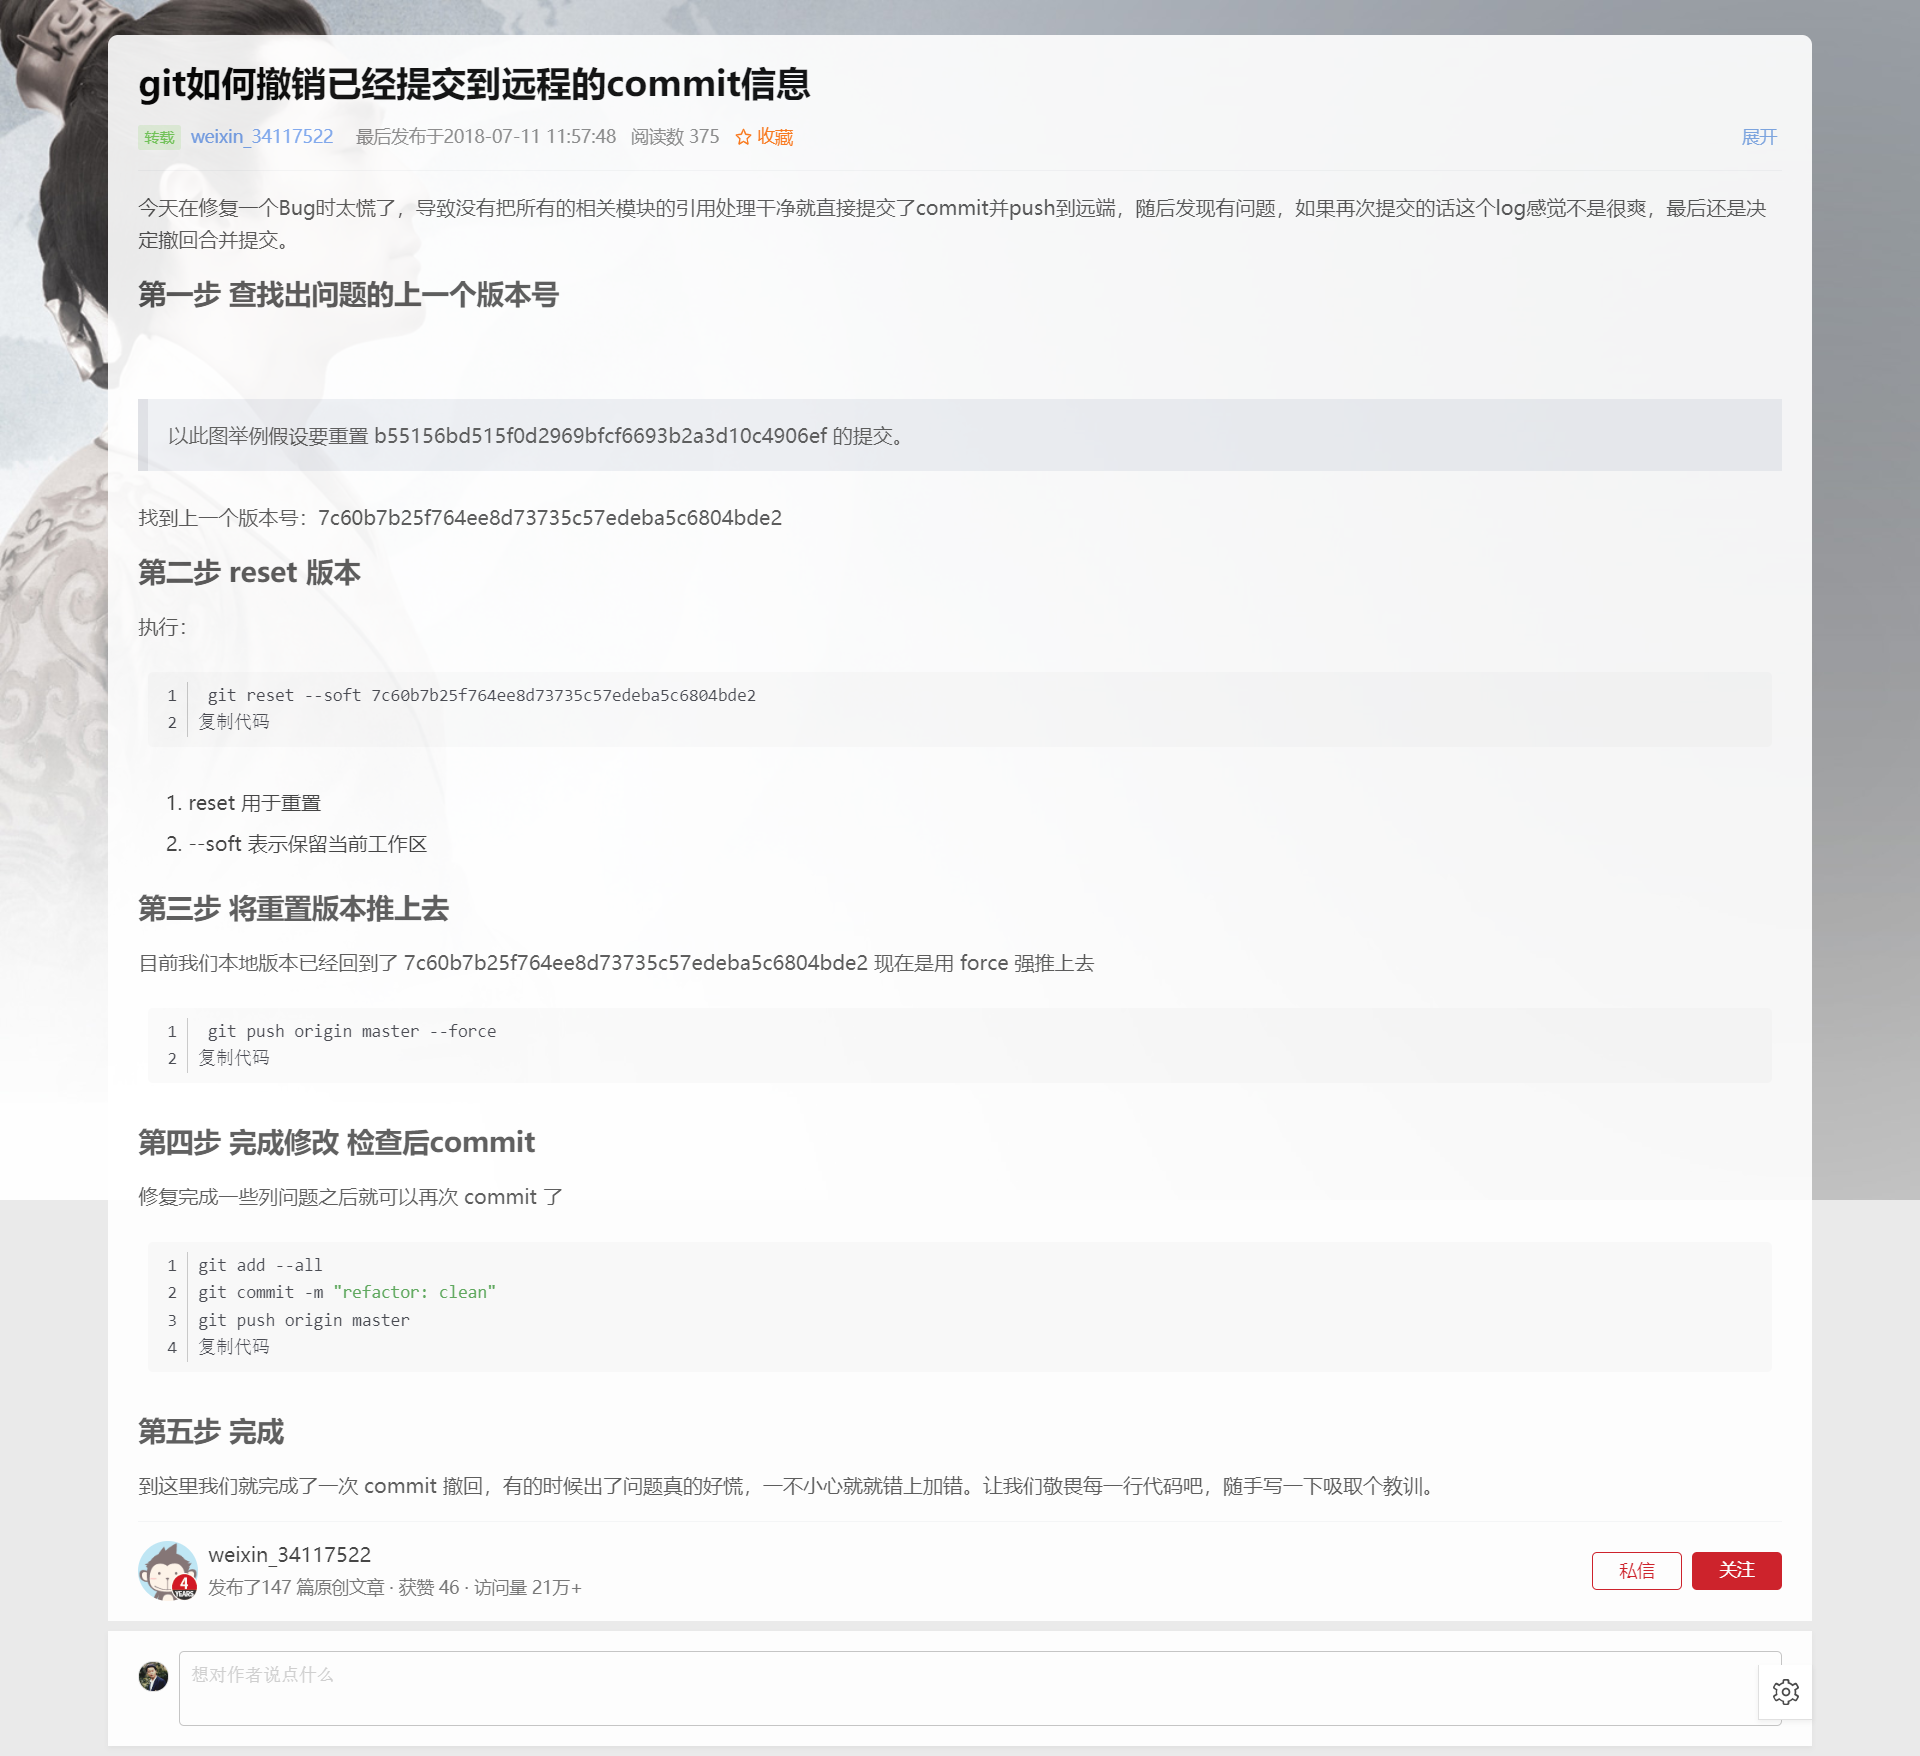 git如何撤销已经提交到远程的commit信息
转载 weixin_34117522 最后发布于2018-07-11 11:57:48 阅读数 375 收藏 展开
今天在修复一个Bug时太慌了，导致没有把所有的相关模块的引用处理干净就直接提交了commit并push到远端，随后发现有问题，如果再次提交的话这个log感觉不是很爽，最后还是决
定撤回合并提交。
第一步 查找出问题的上一个版本号
以此图举例假设要重置 b55156bd515f0d2969bfcf6693b2a3d10c4906ef 的提交。
找到上一个版本号：7c60b7b25f764ee8d73735c57edeba5c6804bde2
第二步 reset 版本
执行：
1 git reset --soft 7c60b7b25f764ee8d73735c57edeba5c6804bde2
2 复制代码
1. reset 用于重置
2. --soft 表示保留当前工作区
第三步 将重置版本推上去
目前我们本地版本已经回到了 7c60b7b25f764ee8d73735c57edeba5c6804bde2 现在是用 force 强推上去
1 git push origin master --force
2 复制代码
第四步 完成修改 检查后commit
修复完成一些列问题之后就可以再次 commit 了
1 git add --all
2 git commit -m "refactor: clean"
3 git push origin master
4 复制代码
第五步 完成
到这里我们就完成了一次 commit 撤回，有的时候出了问题真的好慌，一不小心就就错上加错。让我们敬畏每一行代码吧，随手写一下吸取个教训。
weixin_34117522
4 YEARS
发布了147 篇原创文章 · 获赞 46 · 访问量 21万+
私信 关注
想对作者说点什么